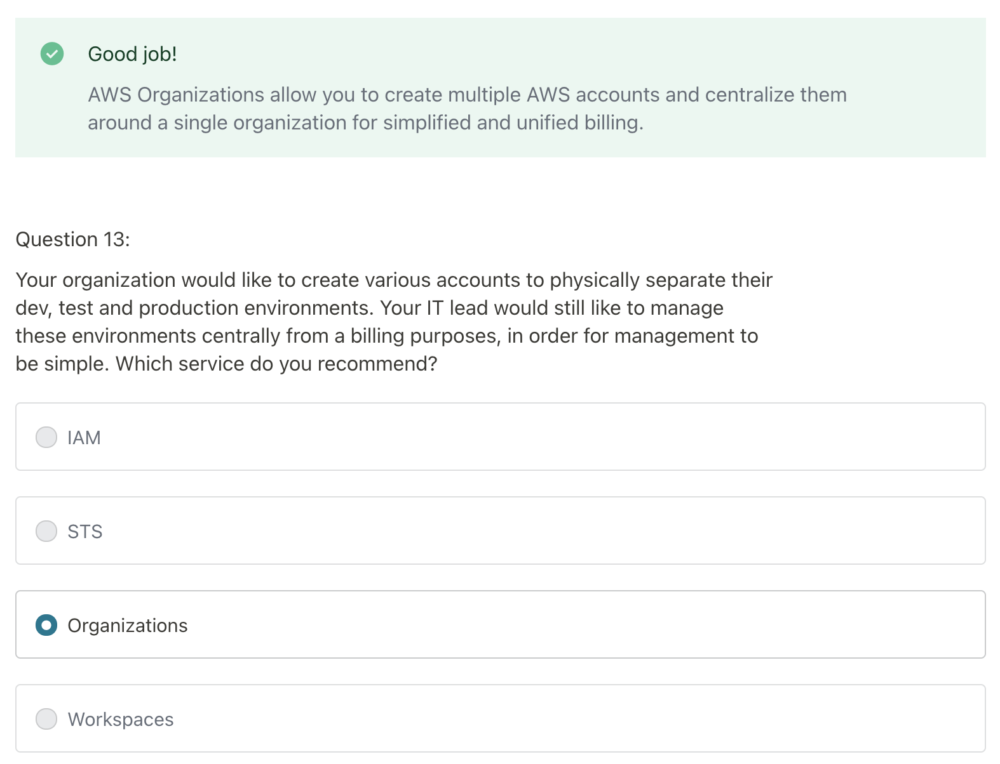 Good job!
AWS Organizations allow you to create multiple AWS accounts and centralize them
around a single organization for simplified and unified billing.
Question 13:
Your organization would like to create various accounts to physically separate their
dev, test and production environments. Your IT lead would still like to manage
these environments centrally from a billing purposes, in order for management to
be simple. Which service do you recommend?
IAM
STS
Organizations
Workspaces